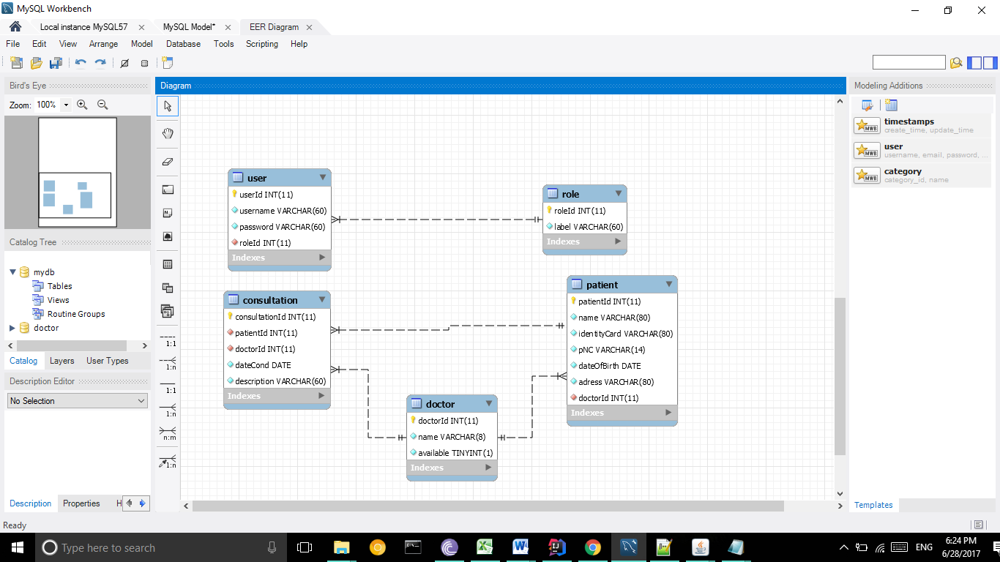 MySQL Workbench
Local instance MySQL57
MySQL Model*
EER Diagram
File Edit View Arrange Model Database Tools Scripting Help
Bird's Eye
Zoom: 100%
Catalog Tree
mydb
Tables
Views
Routine Groups
doctor
Catalog Layers User Types
Description Editor
No Selection
Description Properties H
Diagram
1:1
1:n
1:1
1:n
n:m
1:n
user
userId INT(11)
username VARCHAR(60)
password VARCHAR(60)
roleId INT(11)
Indexes
role
roleId INT(11)
label VARCHAR(60)
Indexes
consultation
consultationId INT(11)
patientId INT(11)
doctorId INT(11)
dateCond DATE
description VARCHAR(60)
Indexes
patient
patientId INT(11)
name VARCHAR(80)
identityCard VARCHAR(80)
pNC VARCHAR(14)
dateOfBirth DATE
adress VARCHAR(80)
doctorId INT(11)
Indexes
doctor
doctorId INT(11)
name VARCHAR(8)
available TINYINT(1)
Indexes
Modeling Additions
MWB
timestamps
create_time, update_time
MWB
user
username, email, password, ...
MWB
category
category_id, name
Templates
Ready
Type here to search
ENG
6:24 PM
6/28/2017